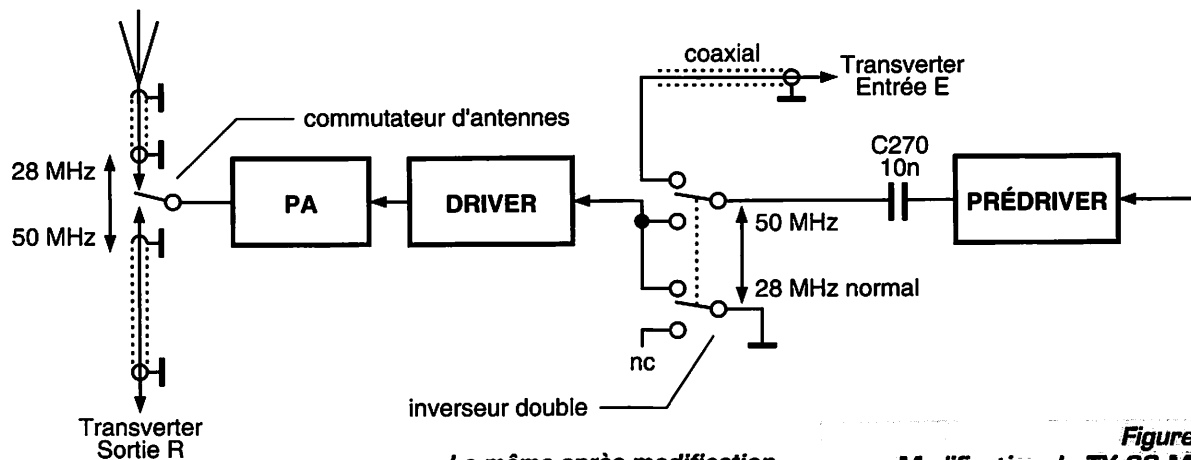 coaxial
Transverter
Entrée E
commutateur d'antennes
28 MHz
50 MHz
PA
DRIVER
C270
10n
PRÉDRIVER
50 MHz
28 MHz normal
nc
inverseur double
Transverter
Sortie R
Figure